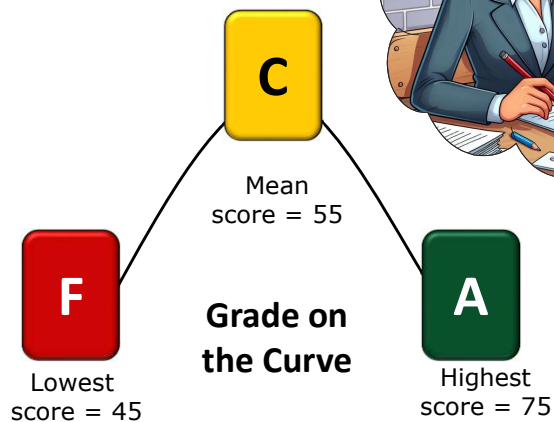 C
Mean
score = 55
F
A
Grade on
the Curve
Lowest
score = 45
Highest
score = 75